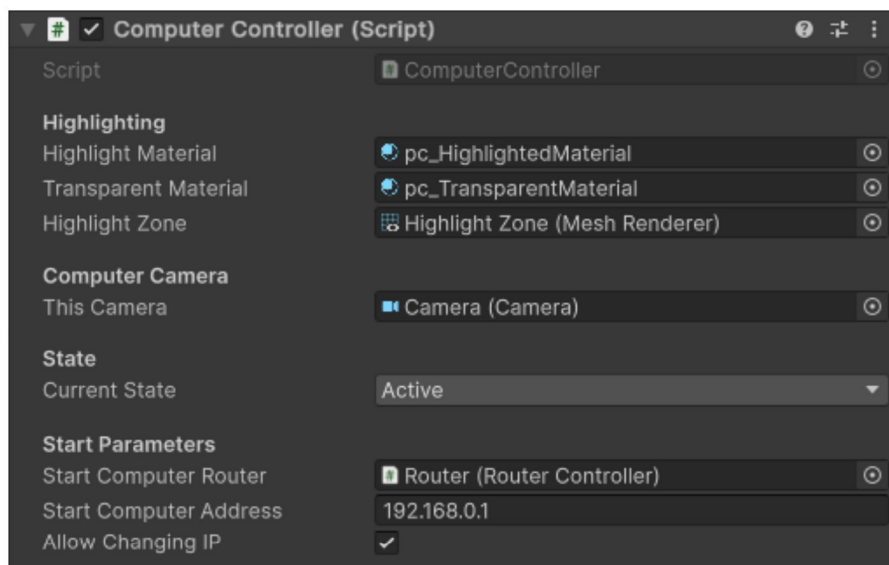 Computer Controller (Script)
Script ComputerController
Highlighting
Highlight Material pc_HighlightedMaterial
Transparent Material pc_TransparentMaterial
Highlight Zone Highlight Zone (Mesh Renderer)
Computer Camera
This Camera Camera (Camera)
State
Current State Active
Start Parameters
Start Computer Router Router (Router Controller)
Start Computer Address 192.168.0.1
Allow Changing IP